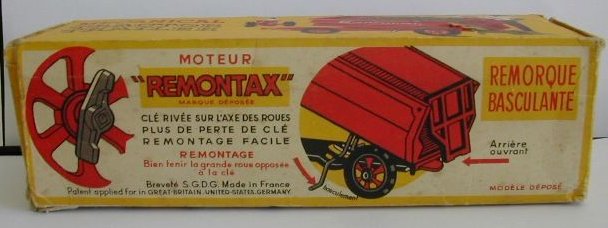 MOTEUR
"REMONTAX"
MARQUE DÉPOSÉE
CLÉ RIVÉE SUR L'AXE DES ROUES
PLUS DE PERTE DE CLÉ
REMONTAGE FACILE
REMONTAGE
Bien tenir la grande roue opposée
à la clé
Breveté S.G.D.G. Made in France
Patent applied for in GREAT-BRITAIN, UNITED-STATES, GERMANY
basculement
REMORQUE
BASCULANTE
Arrière
ouvrant
MODÈLE DÉPOSÉ